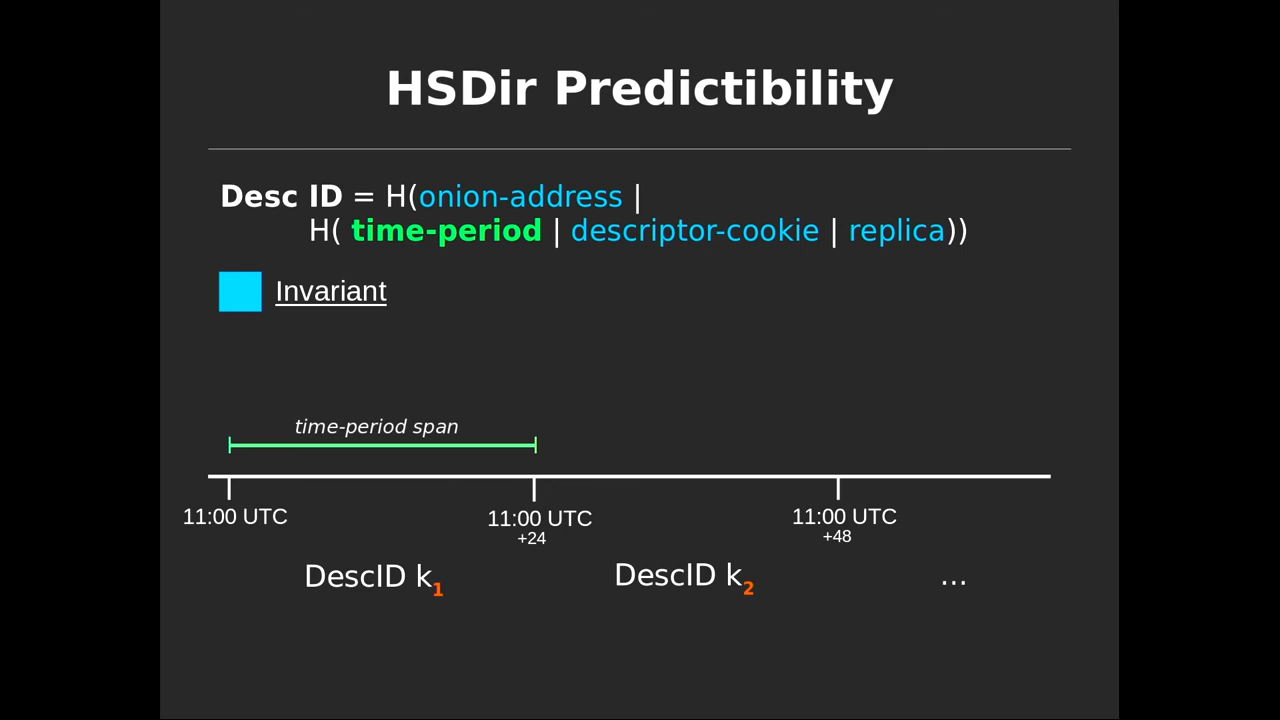 HSDir Predictibility
Desc ID = H(onion-address |
H( time-period | descriptor-cookie | replica))
Invariant
time-period span
11:00 UTC
11:00 UTC
+24
11:00 UTC
+48
DescID k1
DescID k2
...